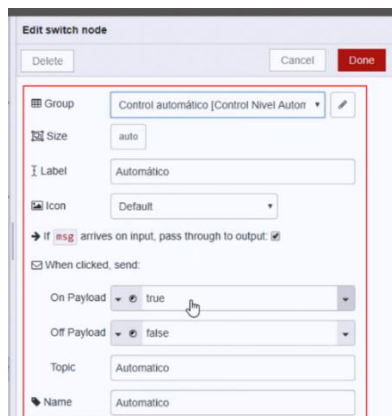 Edit switch node
Delete Cancel Done
Group Control automático [Control Nivel Autom
Size auto
Label Automático
Icon Default
If msg arrives on input, pass through to output:
When clicked, send:
On Payload true
Off Payload false
Topic Automatico
Name Automatico